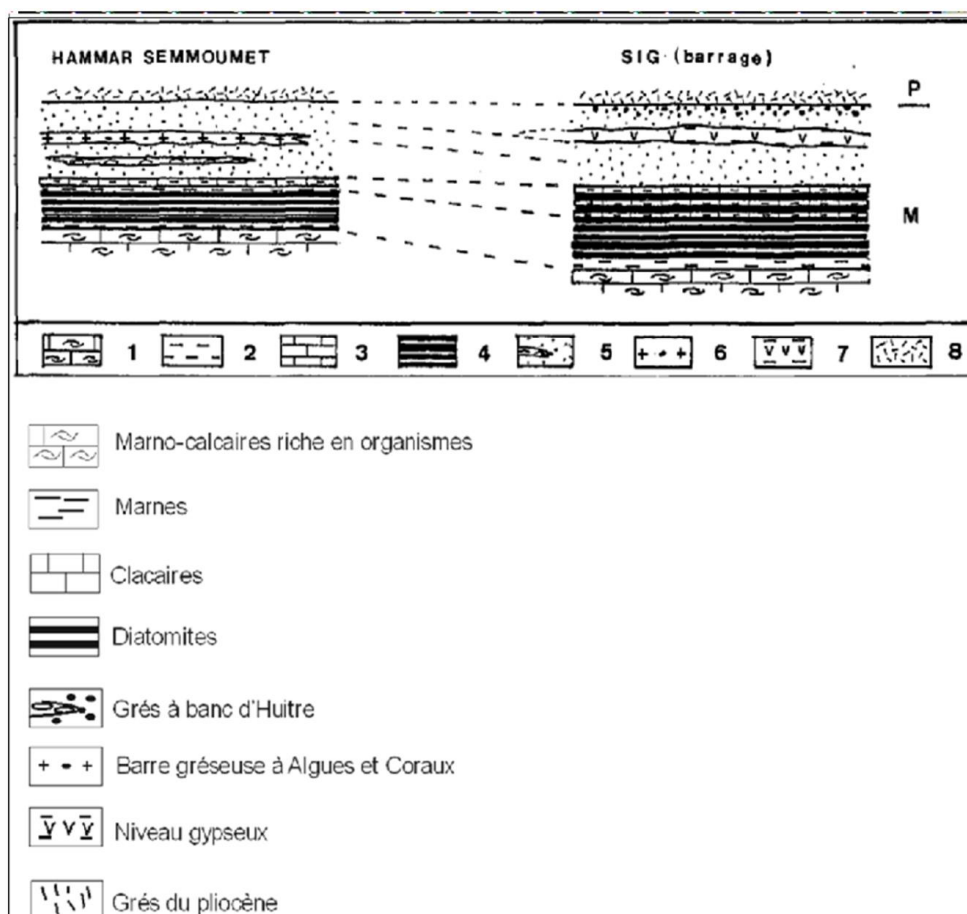 HAMMAR SEMMOUMET
SIG (barrage)
P
M
1 2 3 4 5 6 7 8
Marno-calcaires riche en organismes
Marnes
Clacaires
Diatomites
Grés à banc d'Huitre
Barre gréseuse à Algues et Coraux
Niveau gypseux
Grés du pliocène